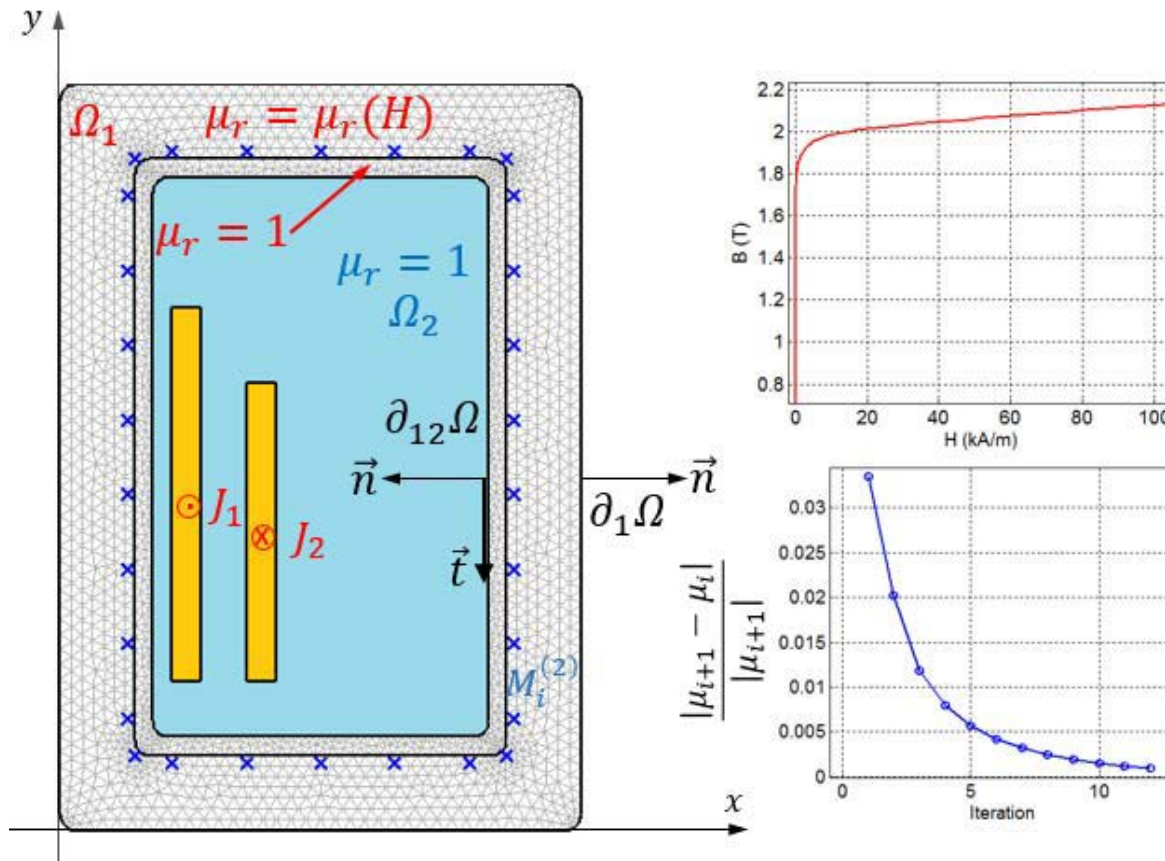 y
Ω₁
μᵣ = μᵣ(H)
μᵣ = 1
μᵣ = 1
Ω₂
∂₁₂Ω
n⃗
n⃗
∂₁Ω
J₁
J₂
t⃗
Mᵢ⁽²⁾
x
2.2
2
1.8
1.6
1.4
1.2
1
0.8
B (T)
0 20 40 60 80 100
H (kA/m)
|μᵢ₊₁ − μᵢ|
|μᵢ₊₁|
0.03
0.025
0.02
0.015
0.01
0.005
0
0 5 10
Iteration